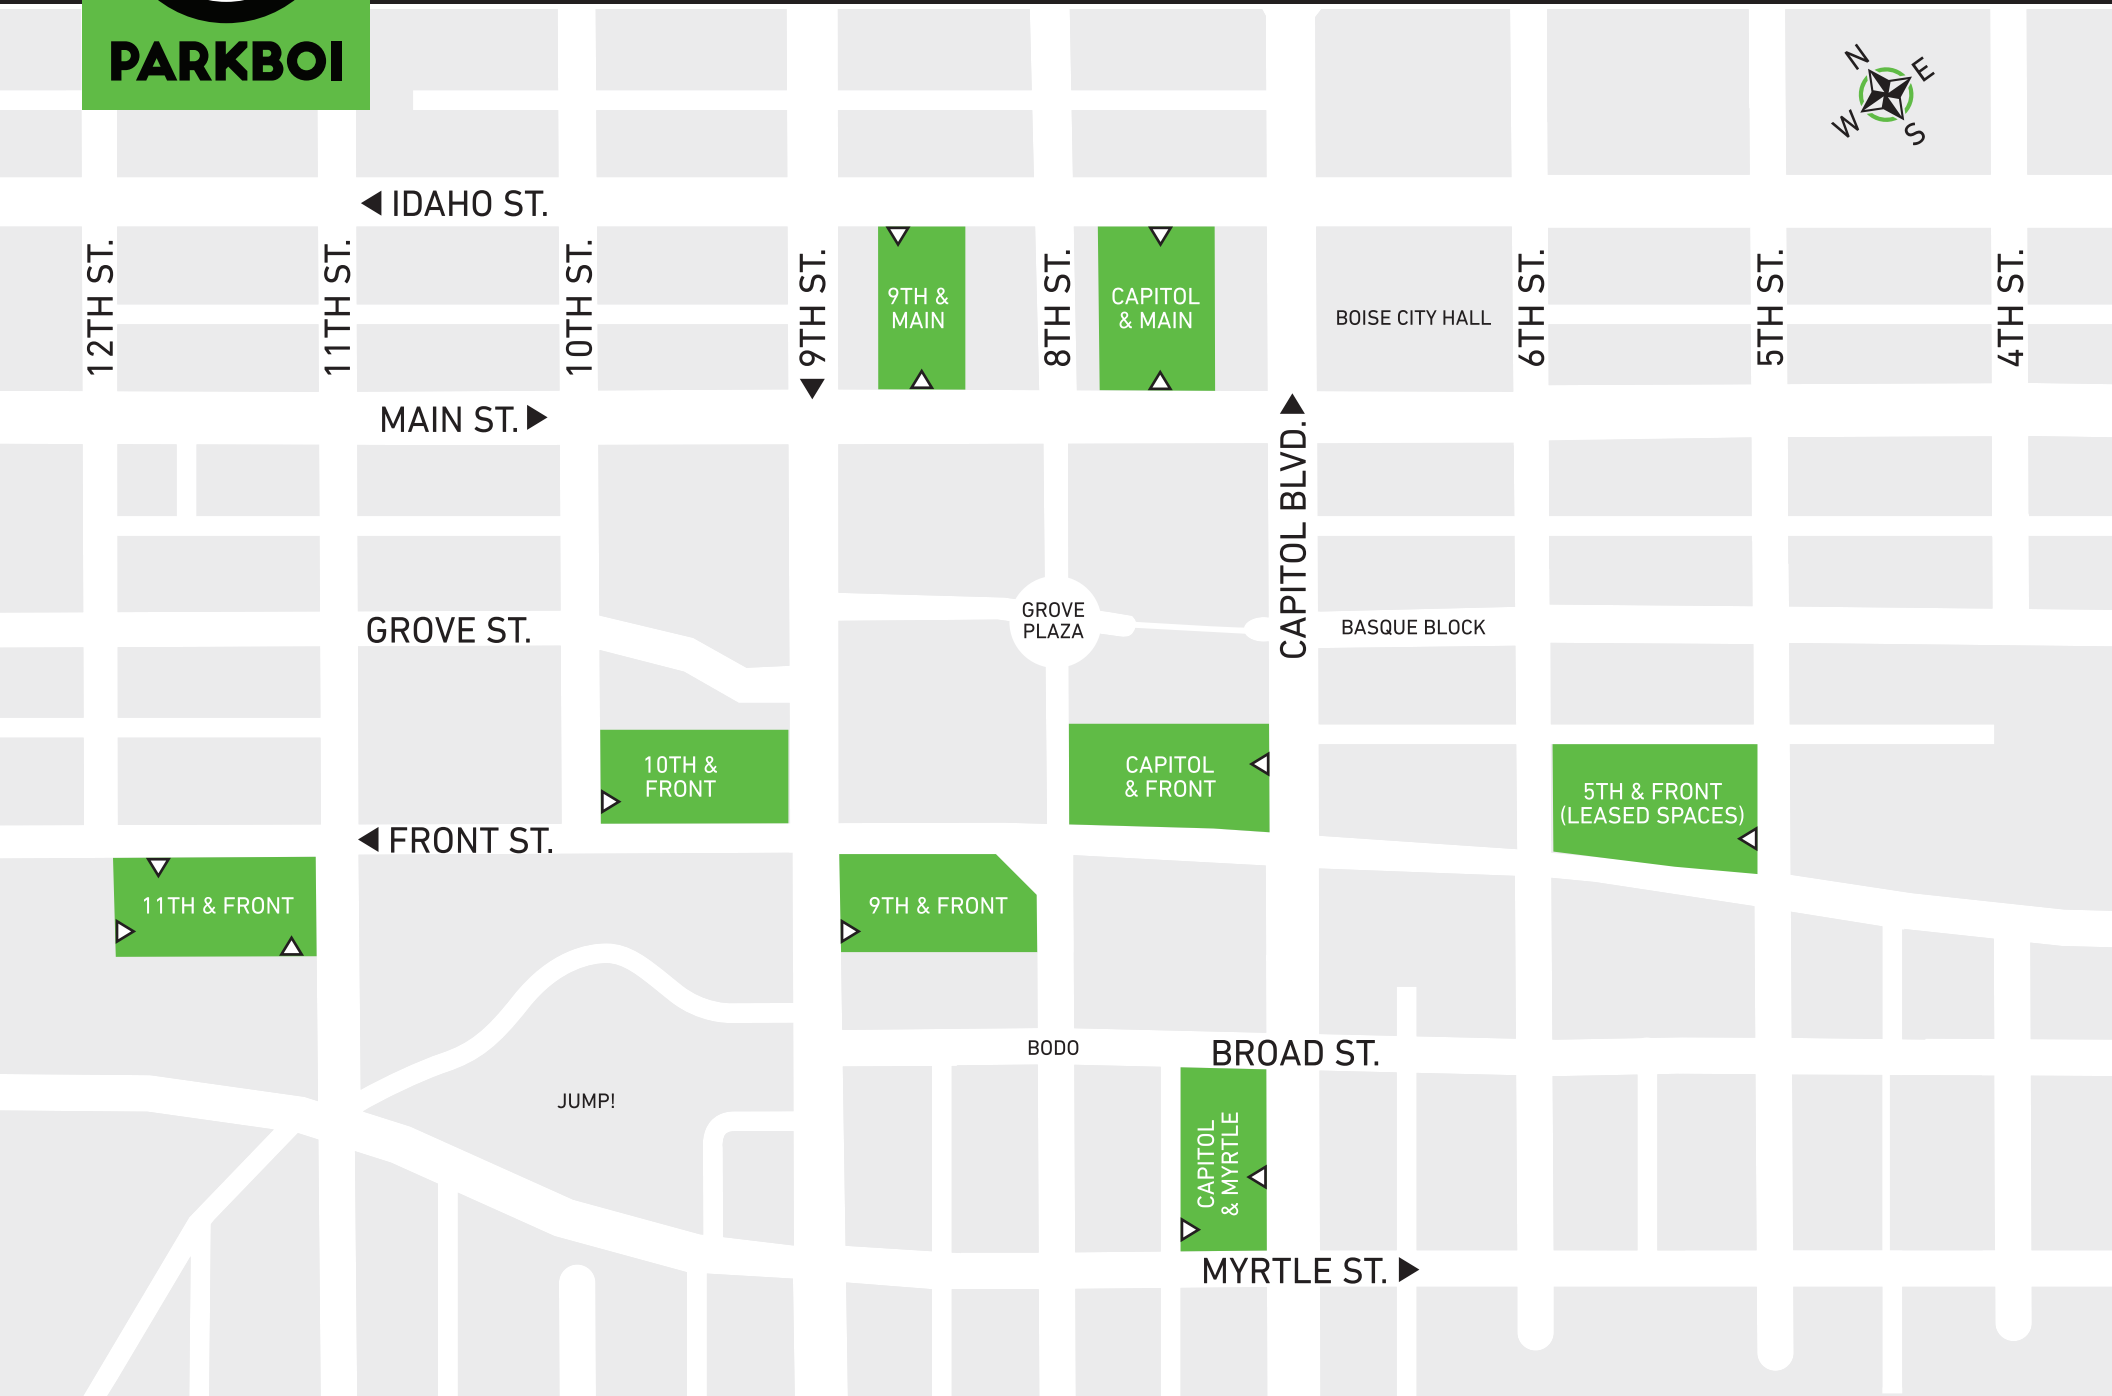 PARKBOI
N
E
W
S
IDAHO ST.
12TH ST.
11TH ST.
10TH ST.
9TH ST.
8TH ST.
6TH ST.
5TH ST.
4TH ST.
9TH &
MAIN
CAPITOL
& MAIN
BOISE CITY HALL
MAIN ST.
CAPITOL BLVD.
GROVE ST.
GROVE
PLAZA
BASQUE BLOCK
10TH &
FRONT
CAPITOL
& FRONT
5TH & FRONT
(LEASED SPACES)
FRONT ST.
11TH & FRONT
9TH & FRONT
BODO
BROAD ST.
JUMP!
CAPITOL
& MYRTLE
MYRTLE ST.